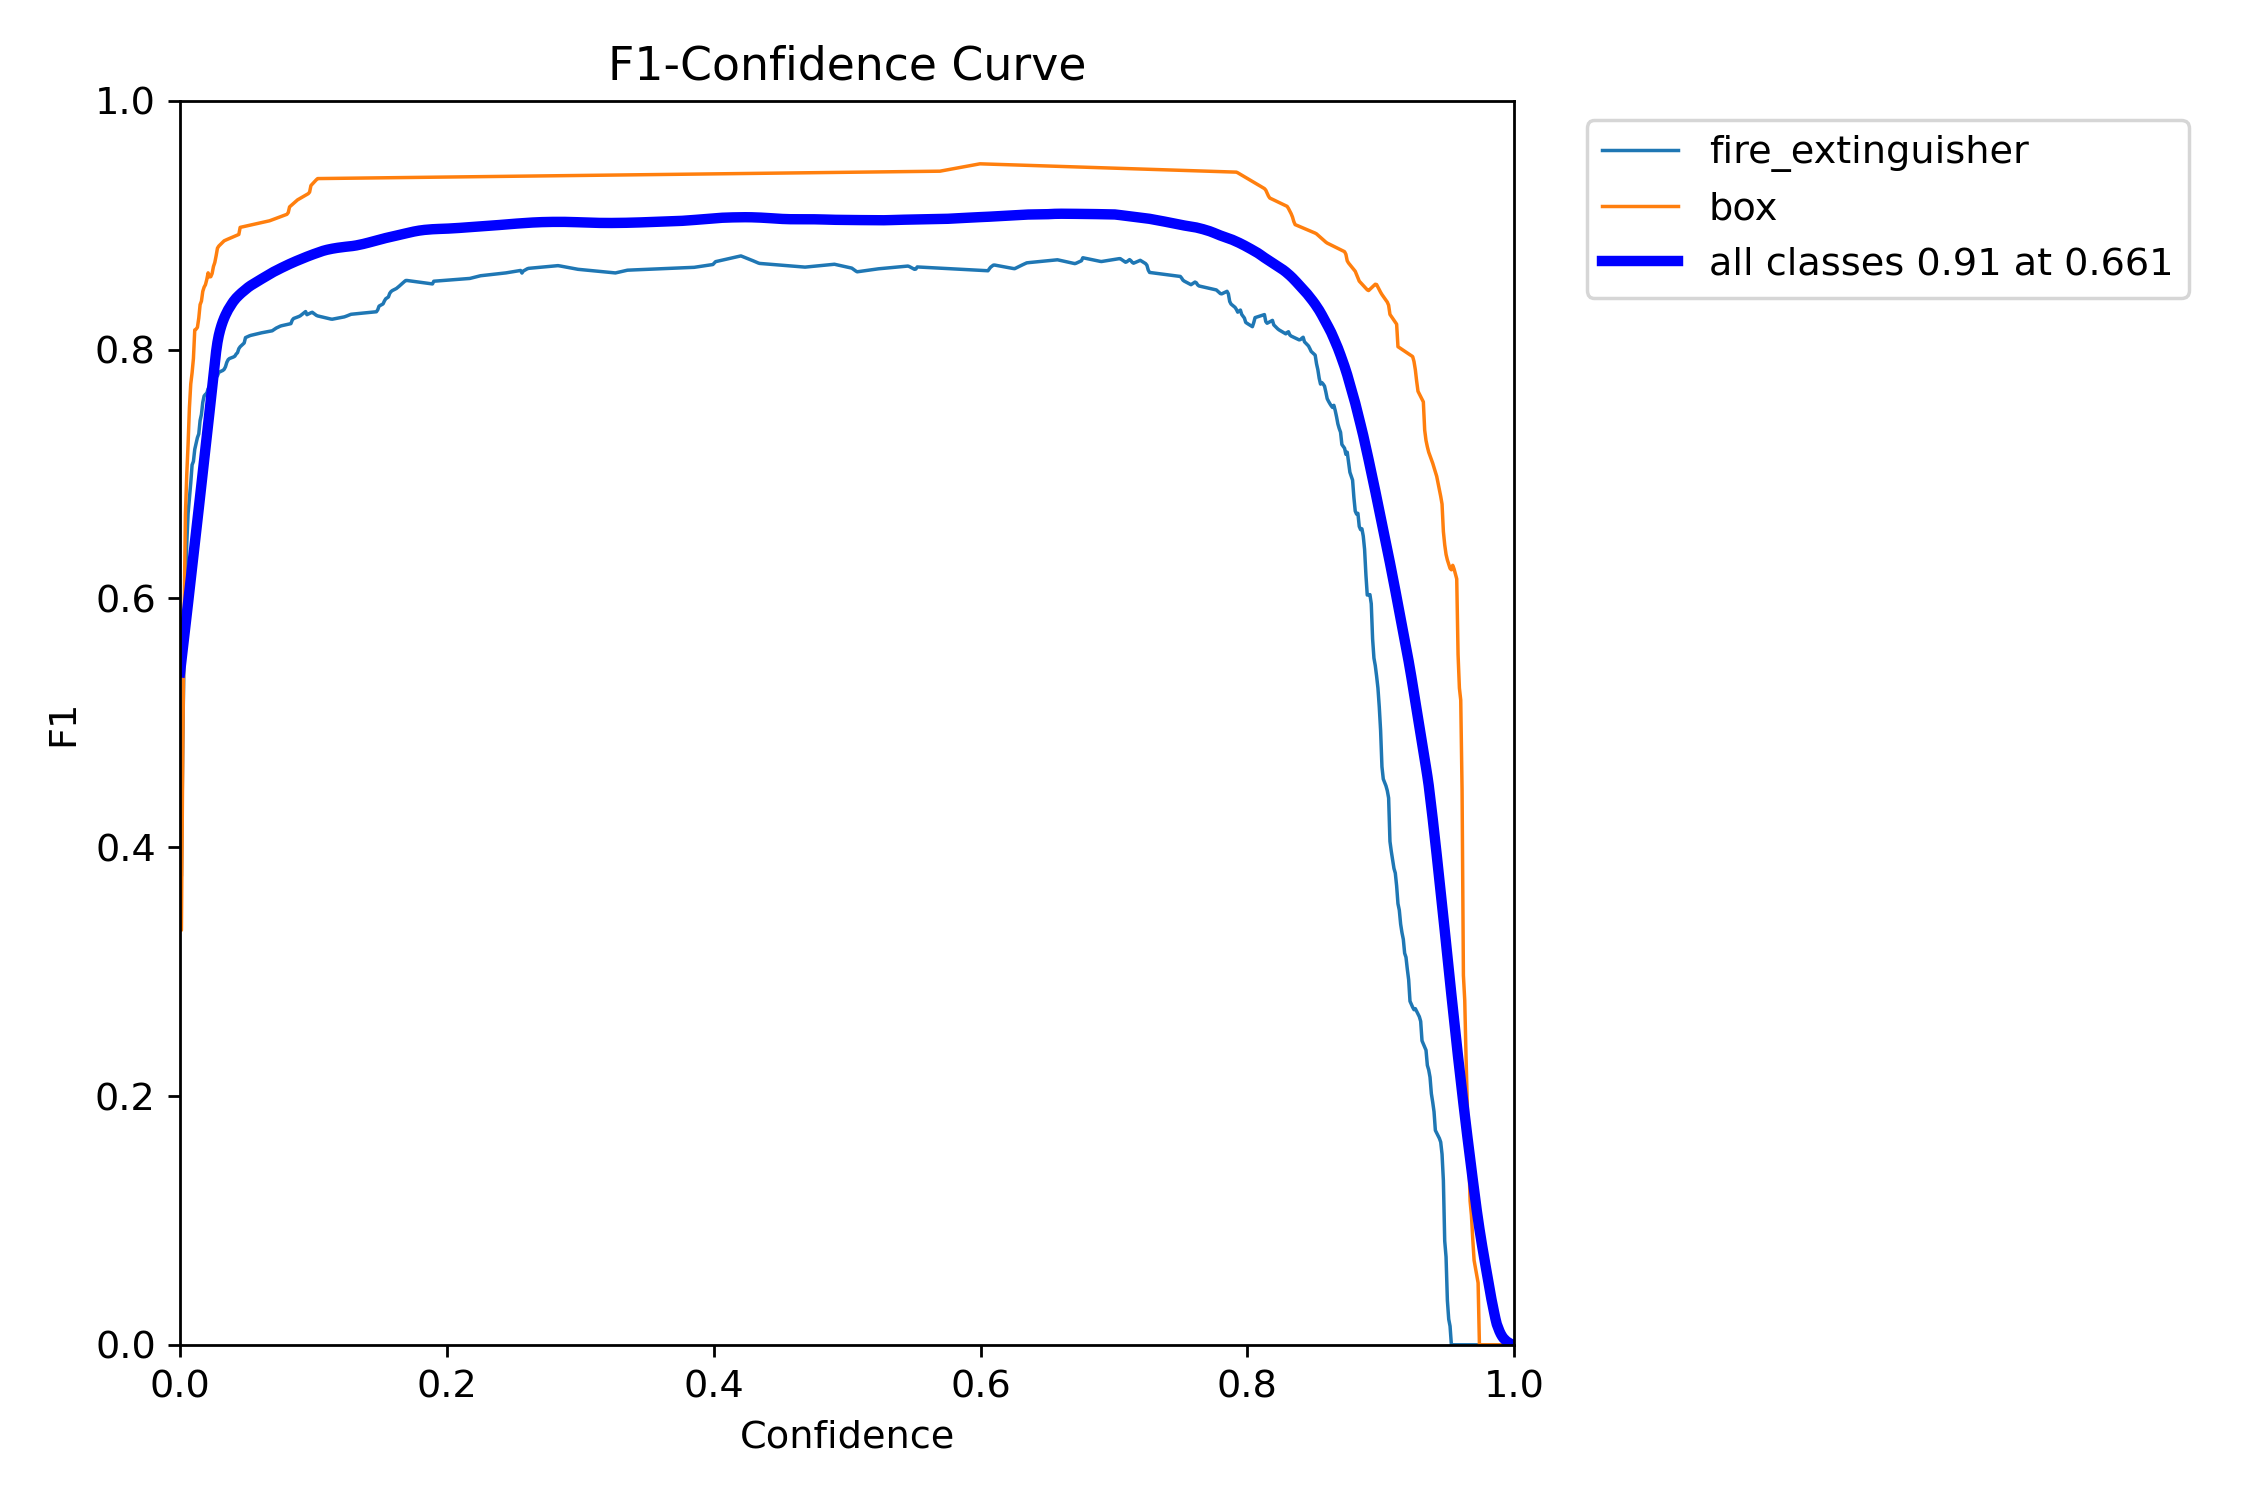 F1-Confidence Curve
fire_extinguisher
box
all classes 0.91 at 0.661
1.0
0.8
0.6
0.4
0.2
0.0
F1
0.0 0.2 0.4 0.6 0.8 1.0
Confidence